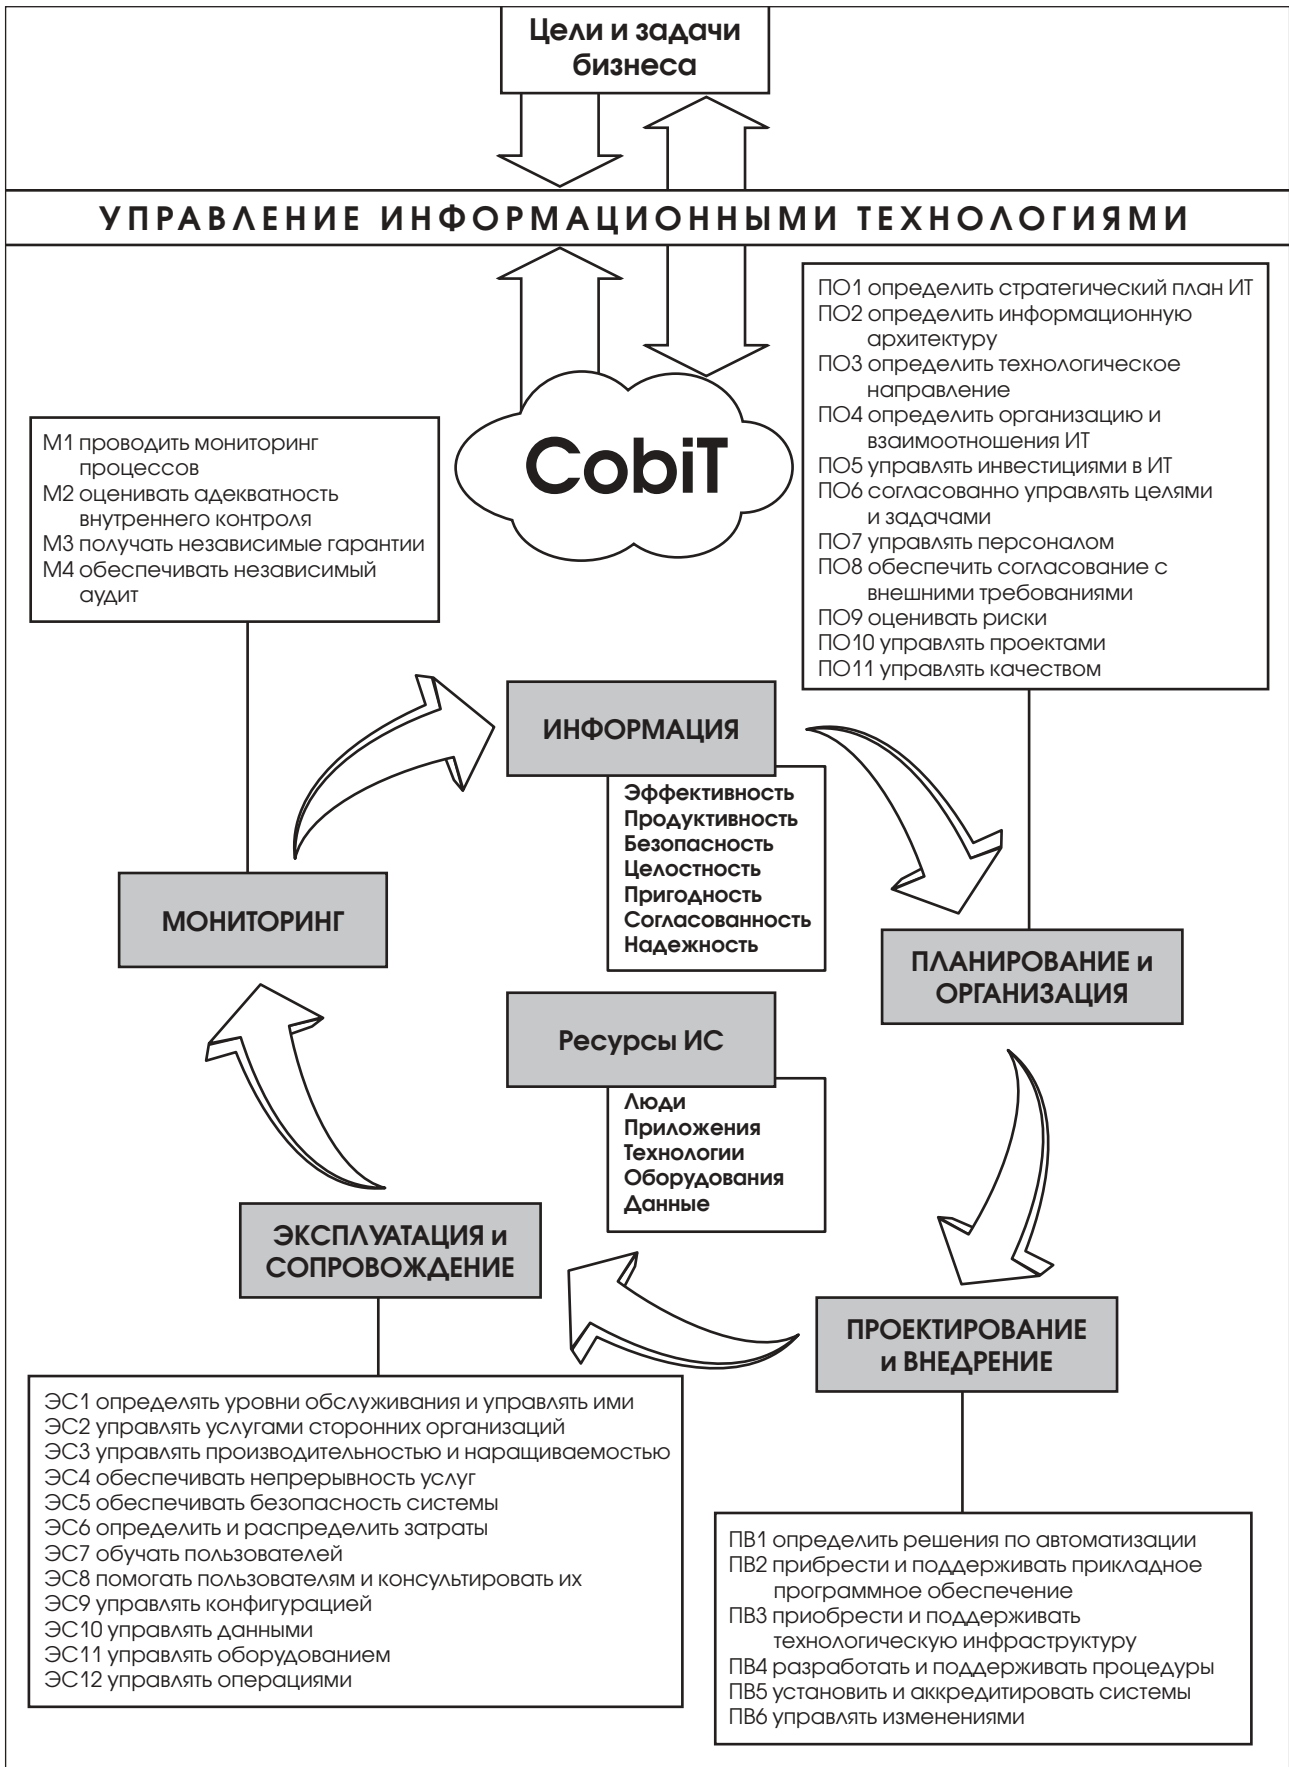 Цели и задачи
бизнеса
УПРАВЛЕНИЕ ИНФОРМАЦИОННЫМИ ТЕХНОЛОГИЯМИ
CobiT
ПО1 определить стратегический план ИТ
ПО2 определить информационную
архитектуру
ПО3 определить технологическое
направление
ПО4 определить организацию и
взаимоотношения ИТ
ПО5 управлять инвестициями в ИТ
ПО6 согласованно управлять целями
и задачами
ПО7 управлять персоналом
ПО8 обеспечить согласование с
внешними требованиями
ПО9 оценивать риски
ПО10 управлять проектами
ПО11 управлять качеством
М1 проводить мониторинг
процессов
М2 оценивать адекватность
внутреннего контроля
М3 получать независимые гарантии
М4 обеспечивать независимый
аудит
ИНФОРМАЦИЯ
Эффективность
Продуктивность
Безопасность
Целостность
Пригодность
Согласованность
Надежность
МОНИТОРИНГ
ПЛАНИРОВАНИЕ и
ОРГАНИЗАЦИЯ
Ресурсы ИС
Люди
Приложения
Технологии
Оборудования
Данные
ЭКСПЛУАТАЦИЯ и
СОПРОВОЖДЕНИЕ
ПРОЕКТИРОВАНИЕ
и ВНЕДРЕНИЕ
ЭС1 определять уровни обслуживания и управлять ими
ЭС2 управлять услугами сторонних организаций
ЭС3 управлять производительностью и наращиваемостью
ЭС4 обеспечивать непрерывность услуг
ЭС5 обеспечивать безопасность системы
ЭС6 определить и распределить затраты
ЭС7 обучать пользователей
ЭС8 помогать пользователям и консультировать их
ЭС9 управлять конфигурацией
ЭС10 управлять данными
ЭС11 управлять оборудованием
ЭС12 управлять операциями
ПВ1 определить решения по автоматизации
ПВ2 прибрести и поддерживать прикладное
программное обеспечение
ПВ3 приобрести и поддерживать
технологическую инфраструктуру
ПВ4 разработать и поддерживать процедуры
ПВ5 установить и аккредитировать системы
ПВ6 управлять изменениями